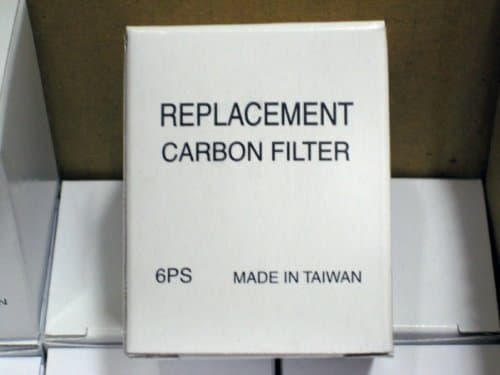 REPLACEMENT
CARBON FILTER
6PS MADE IN TAIWAN